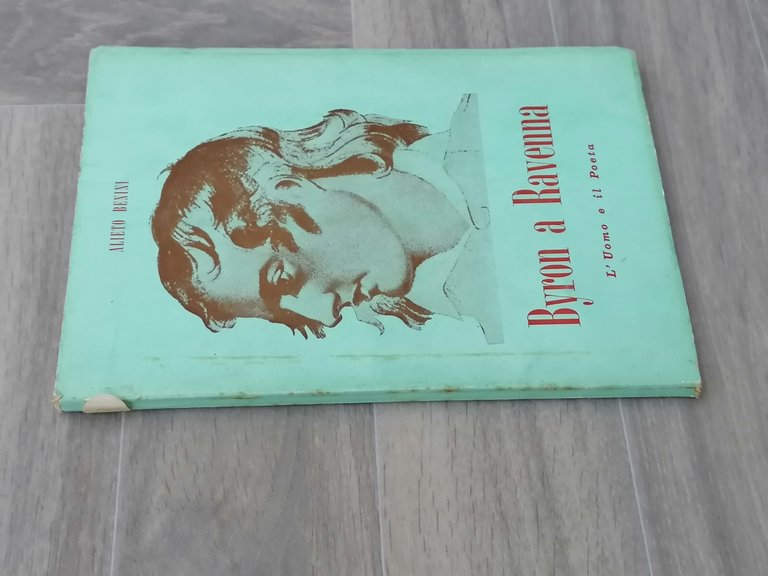 ALIETO BENINI
Byron a Ravenna
L'Uomo e il Poeta